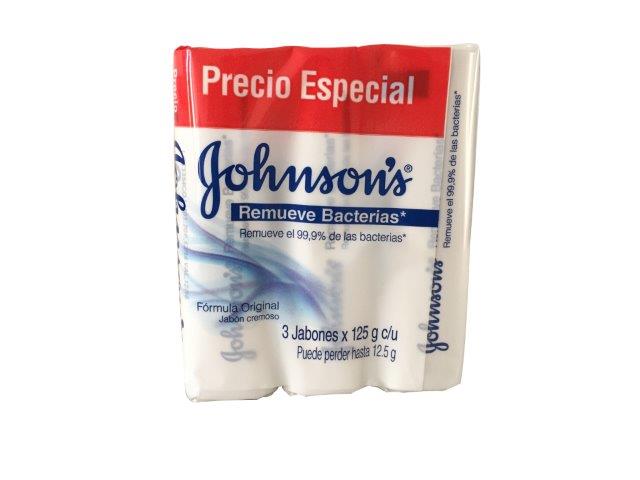 Precio Especial
Johnson's®
Remueve Bacterias*
Remueve el 99,9% de las bacterias*
Fórmula Original
Jabón cremoso
3 Jabones x 125 g c/u
Puede perder hasta 12.5 g
Remueve el 99,9% de las bacterias*
Johnson's
Precio